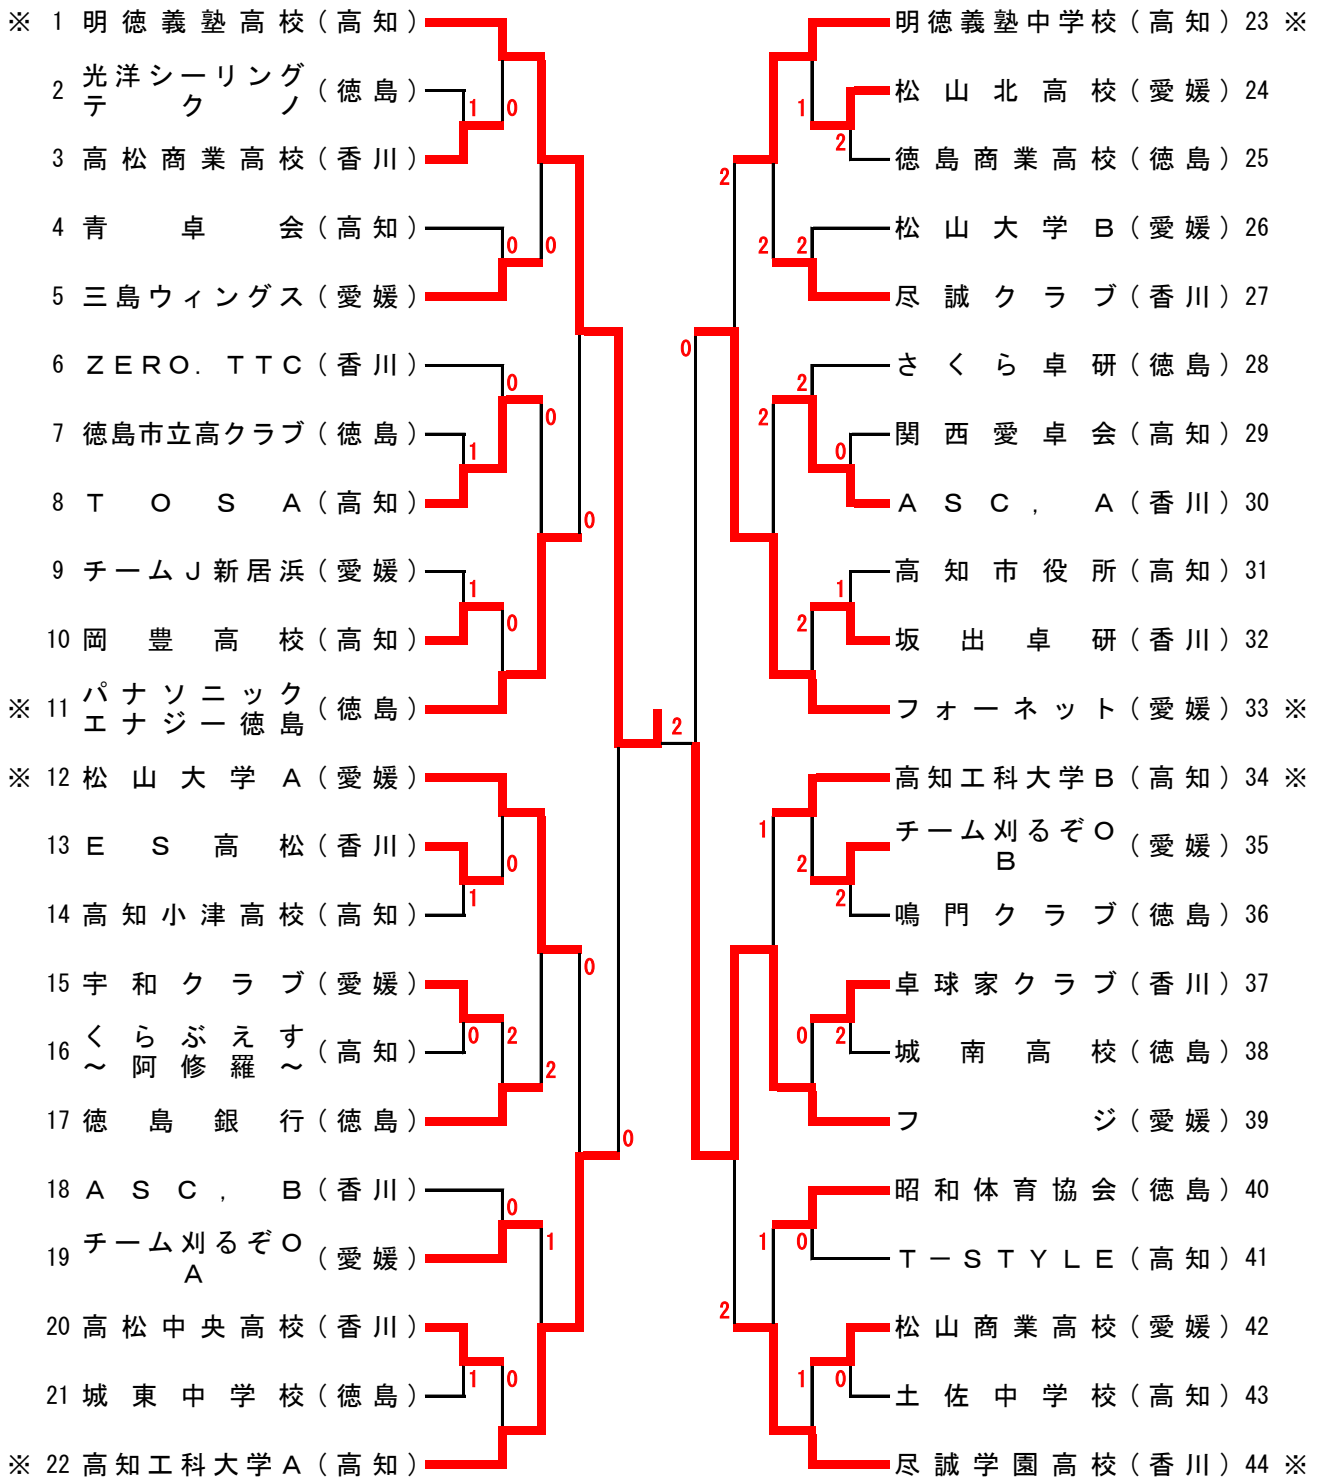 ※ 1 明徳義塾高校（高知）
2 光洋シーリング
テクノ（徳島）
1
0
3 高松商業高校（香川）
4 青卓会（高知）
0
0
5 三島ウィングス（愛媛）
6 ZERO．TTC（香川）
0
0
7 徳島市立高クラブ（徳島）
1
8 TOSA（高知）
0
9 チームJ新居浜（愛媛）
1
0
10 岡豊高校（高知）
※ 11 パナソニック
エナジー徳島（徳島）
※ 12 松山大学A（愛媛）
13 ES高松（香川）
0
1
14 高知小津高校（高知）
0
15 宇和クラブ（愛媛）
0
2
16 くらぶえす
～阿修羅～（高知）
2
17 徳島銀行（徳島）
0
18 ASC，B（香川）
0
1
19 チーム刈るぞO
A（愛媛）
20 高松中央高校（香川）
1
0
21 城東中学校（徳島）
※ 22 高知工科大学A（高知）
2
明徳義塾中学校（高知）23 ※
1
松山北高校（愛媛）24
2
徳島商業高校（徳島）25
2
松山大学B（愛媛）26
2
2
尽誠クラブ（香川）27
0
さくら卓研（徳島）28
2
2
関西愛卓会（高知）29
0
ASC，A（香川）30
高知市役所（高知）31
1
2
坂出卓研（香川）32
フォーネット（愛媛）33 ※
高知工科大学B（高知）34 ※
1
チーム刈るぞO
B（愛媛）35
2
2
鳴門クラブ（徳島）36
卓球家クラブ（香川）37
0
2
城南高校（徳島）38
フジ（愛媛）39
昭和体育協会（徳島）40
1
0
T－STYLE（高知）41
2
松山商業高校（愛媛）42
1
0
土佐中学校（高知）43
尽誠学園高校（香川）44 ※